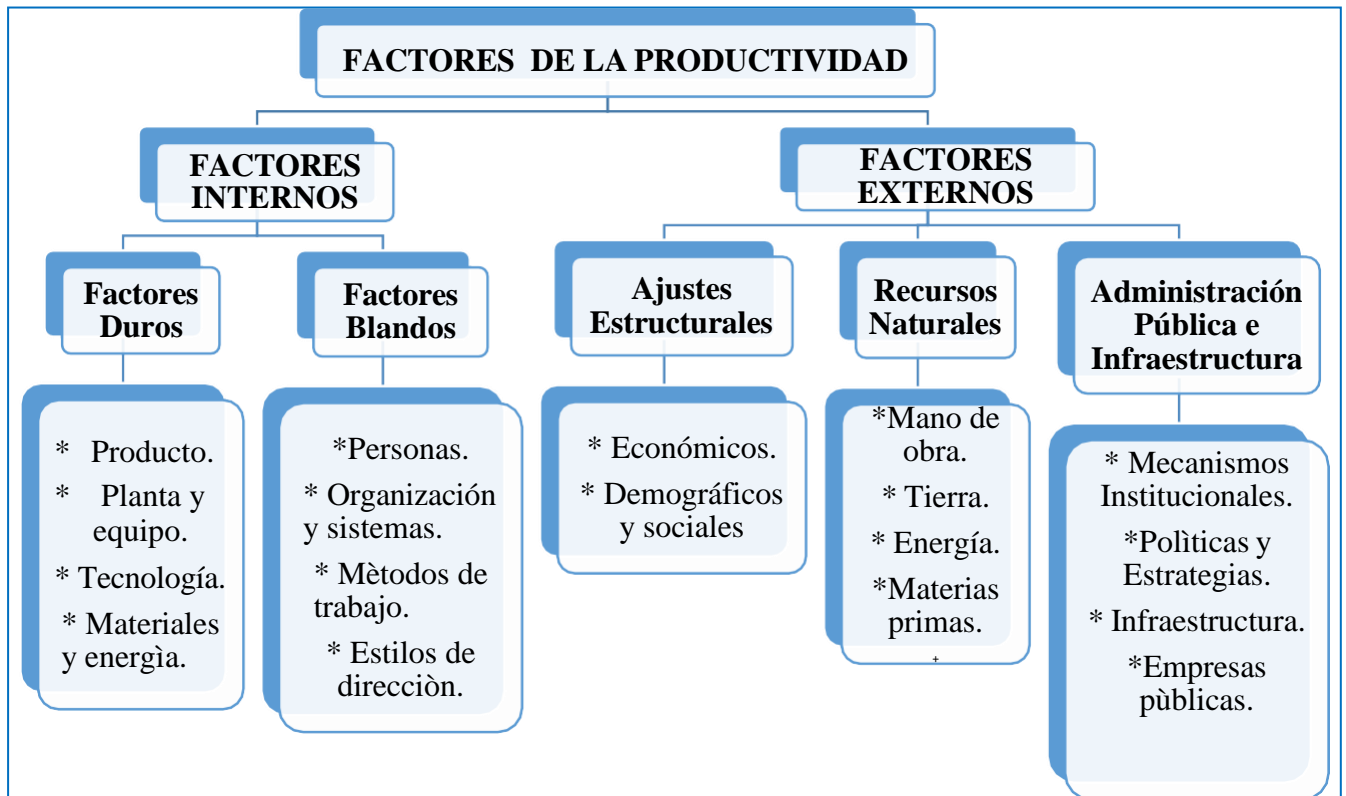 FACTORES DE LA PRODUCTIVIDAD
FACTORES
INTERNOS
FACTORES
EXTERNOS
Factores
Duros
Factores
Blandos
Ajustes
Estructurales
Recursos
Naturales
Administración
Pública e
Infraestructura
* Producto.
* Planta y
equipo.
* Tecnología.
* Materiales
y energìa.
*Personas.
* Organización
y sistemas.
* Mètodos de
trabajo.
* Estilos de
direcciòn.
* Económicos.
* Demográficos
y sociales
*Mano de
obra.
* Tierra.
* Energía.
*Materias
primas.
+
* Mecanismos
Institucionales.
*Polìticas y
Estrategias.
* Infraestructura.
*Empresas
pùblicas.